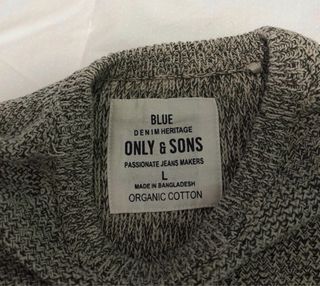 BLUE
DENIM HERITAGE
ONLY & SONS
PASSIONATE JEANS MAKERS
L
MADE IN BANGLADESH
ORGANIC COTTON